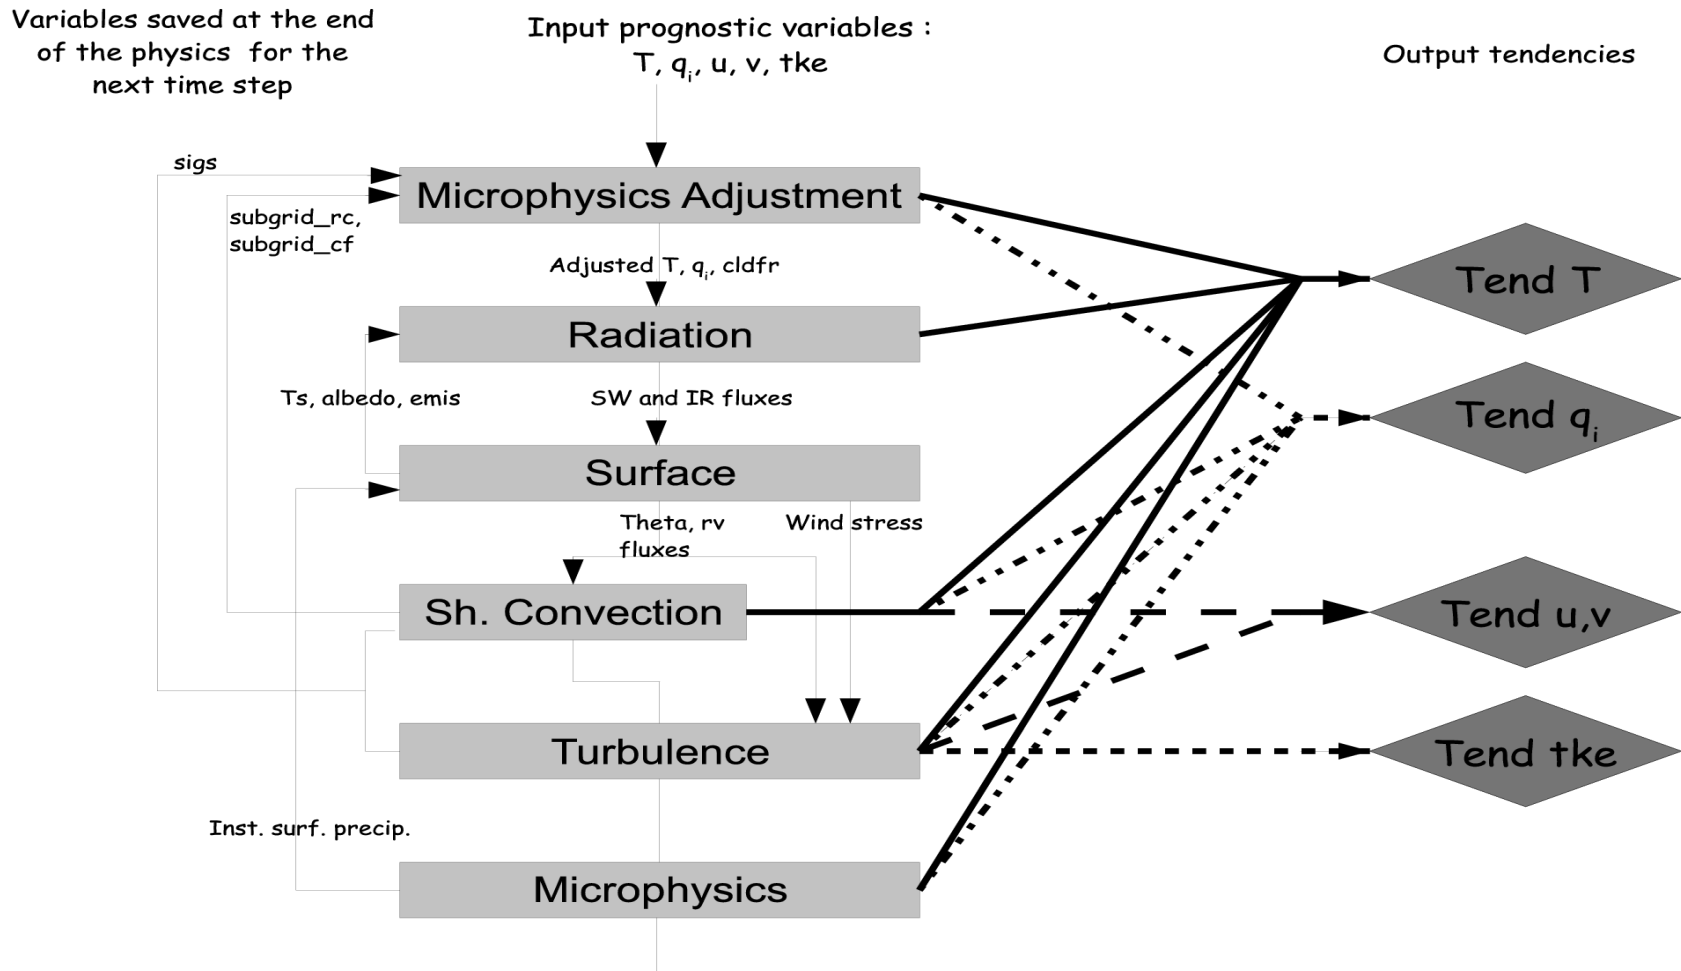 Variables saved at the end
of the physics for the
next time step
Input prognostic variables :
T, qi, u, v, tke
Output tendencies
sigs
Microphysics Adjustment
subgrid_rc,
subgrid_cf
Adjusted T, qi, cldfr
Tend T
Radiation
Ts, albedo, emis
SW and IR fluxes
Tend qi
Surface
Theta, rv
fluxes
Wind stress
Sh. Convection
Tend u,v
Turbulence
Tend tke
Inst. surf. precip.
Microphysics